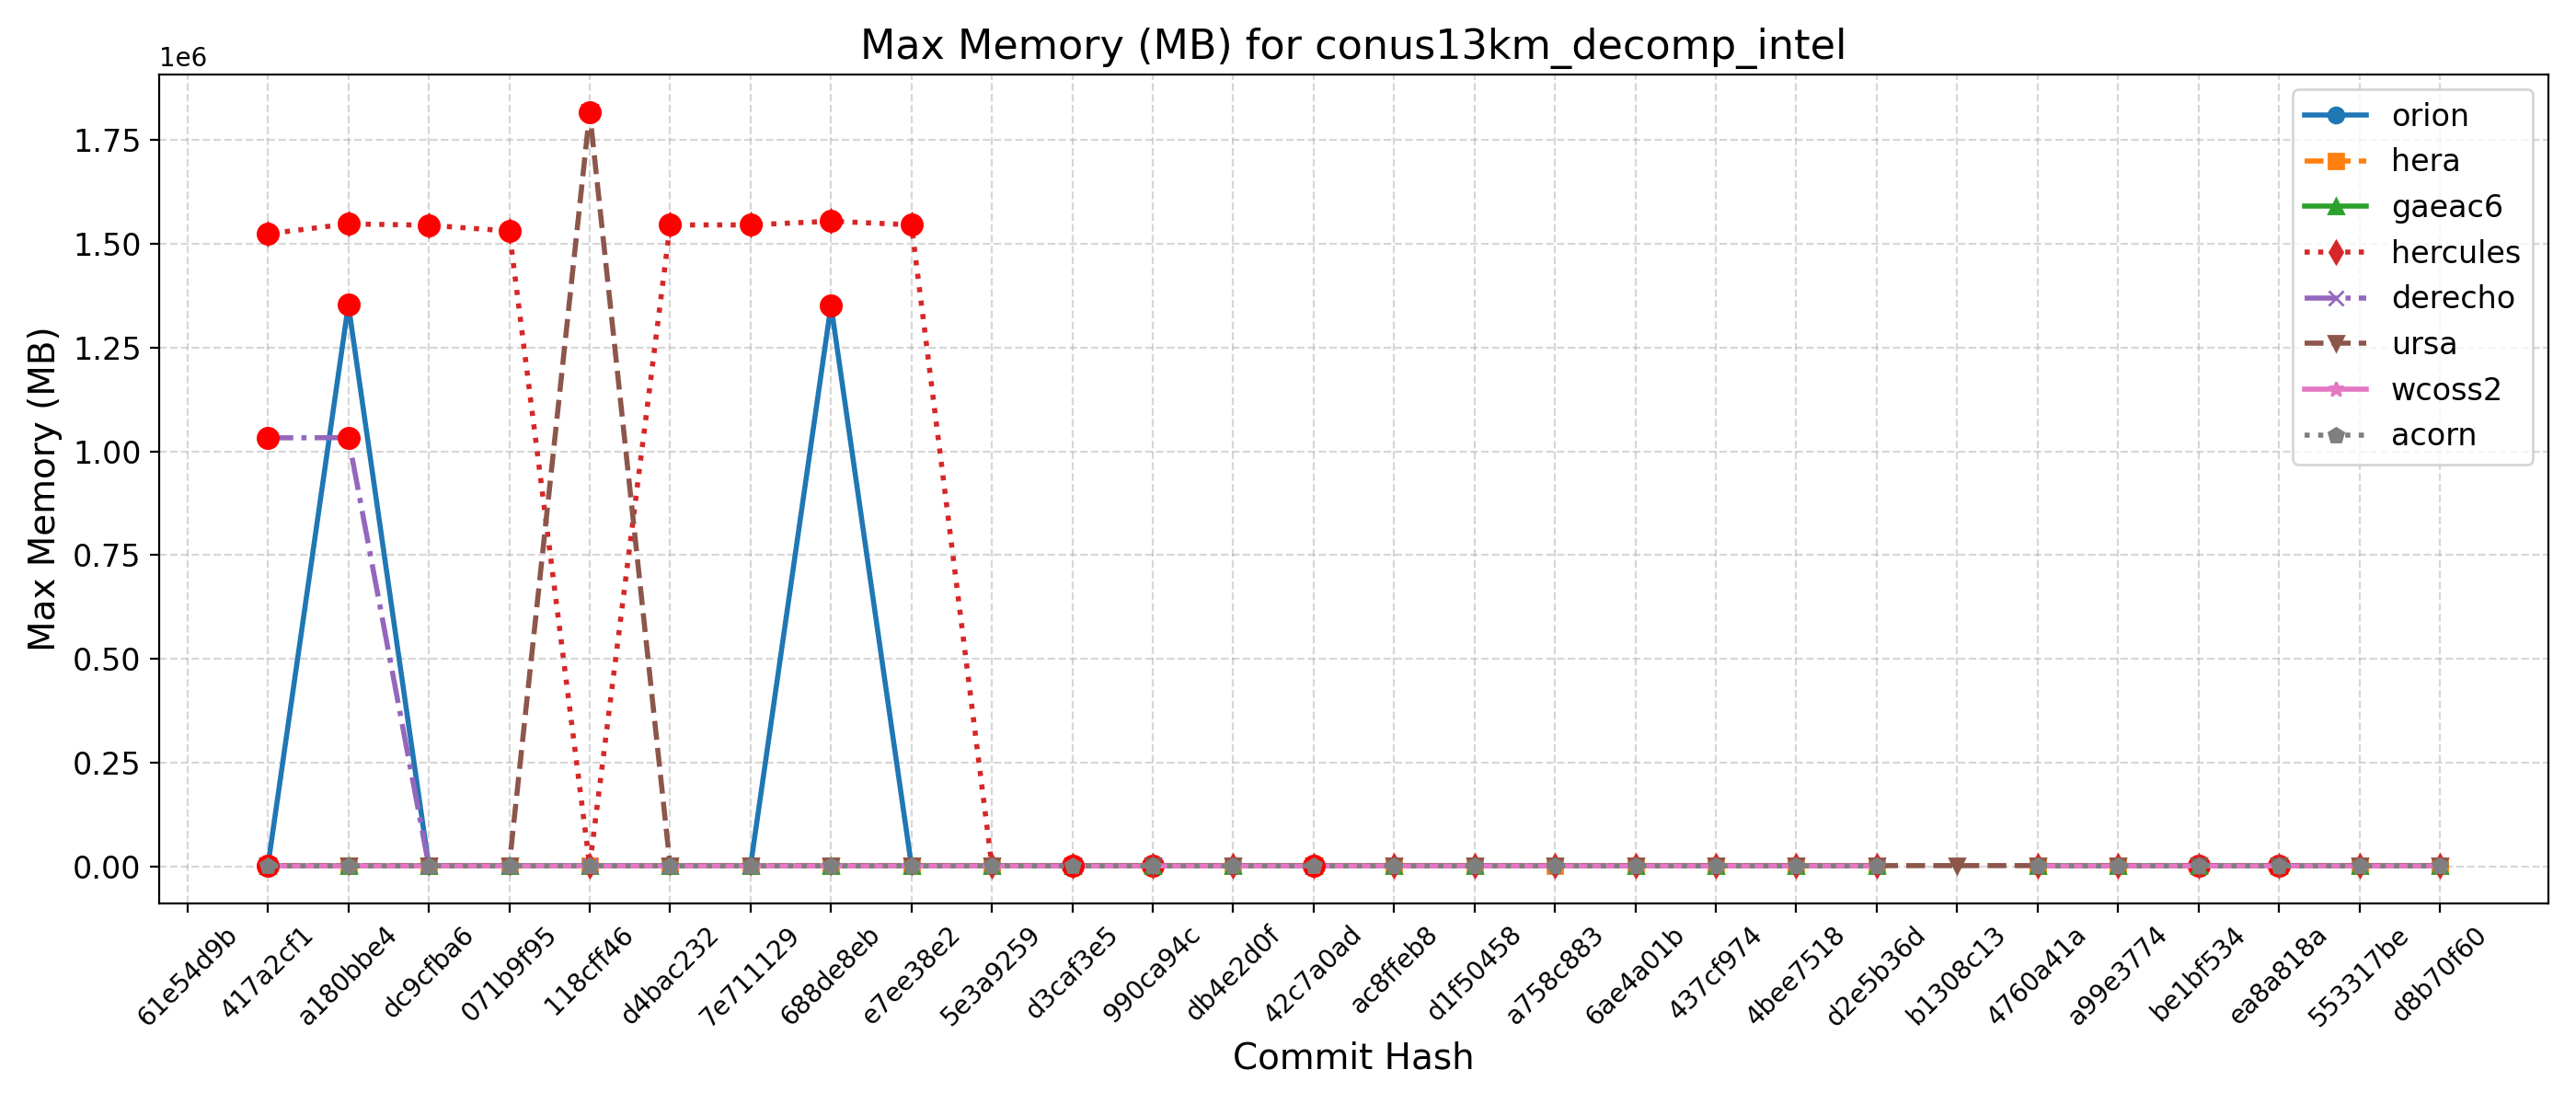 Max Memory (MB) for conus13km_decomp_intel
1e6
1.75
1.50
1.25
1.00
0.75
0.50
0.25
0.00
Max Memory (MB)
orion
hera
gaeac6
hercules
derecho
ursa
wcoss2
acorn
61e54d9b
417a2cf1
a180bbe4
dc9cfba6
071b9f95
118cff46
d4bac232
7e711129
688de8eb
e7ee38e2
5e3a9259
d3caf3e5
990ca94c
db4e2d0f
42c7a0ad
ac8ffeb8
d1f50458
a758c883
6ae4a01b
437cf974
4bee7518
d2e5b36d
b1308c13
4760a41a
a99e3774
be1bf534
ea8a818a
553317be
d8b70f60
Commit Hash